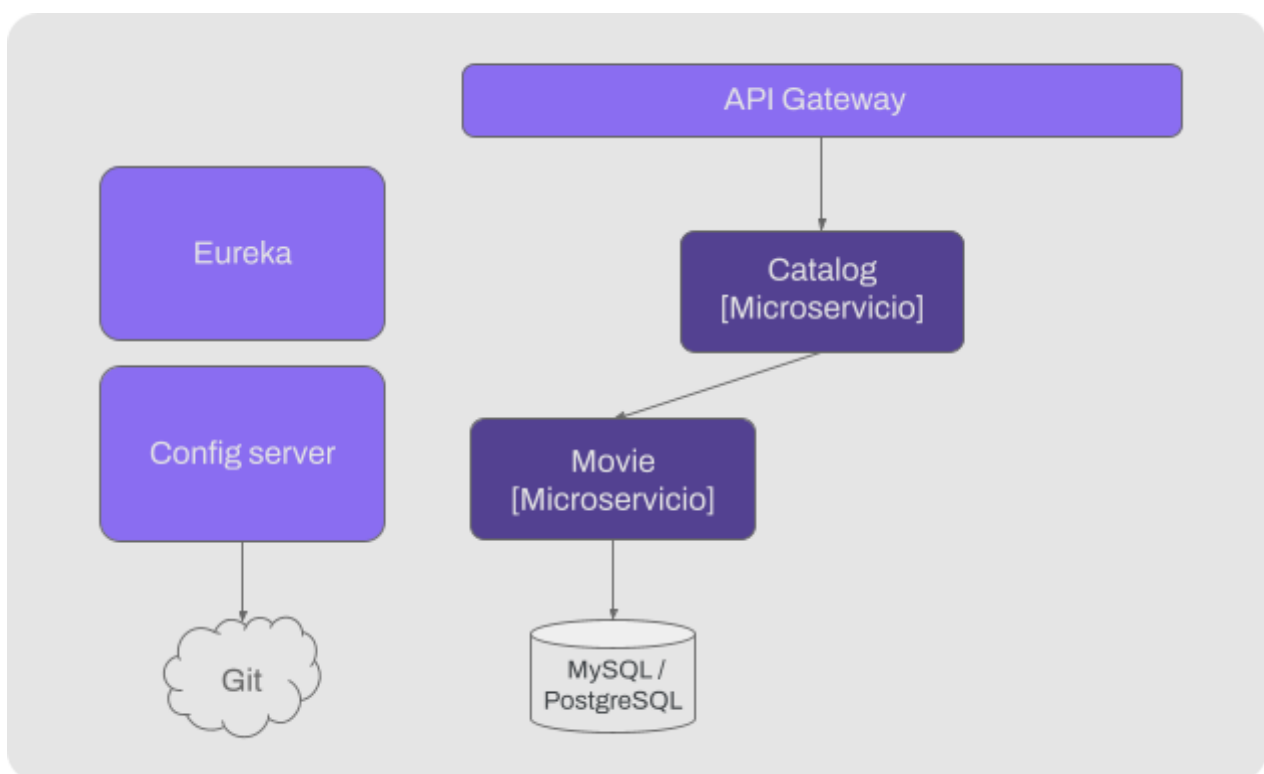 API Gateway
Eureka
Catalog
[Microservicio]
Config server
Movie
[Microservicio]
Git
MySQL /
PostgreSQL